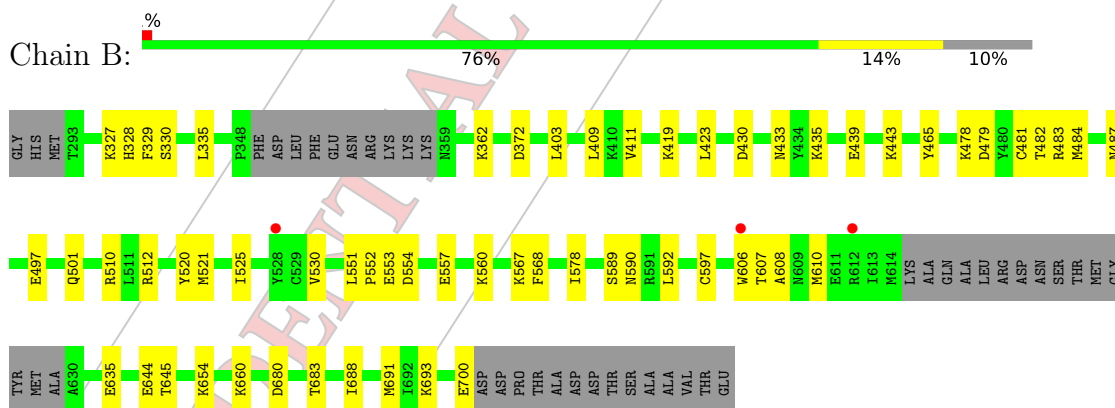 .%
Chain B:
76% 14% 10%
GLY HIS MET T293 K327 H328 F329 S330 L335 P348 PHE ASP LEU PHE GLU ASN ARG LYS LYS LYS N359 K362 D372 L403 L409 K410 V411 K419 L423 D430 N433 Y434 K435 E439 K443 Y465 K478 D479 Y480 C481 T482 R483 M484
E497 Q501 R510 L511 R512 Y520 M521 I525 Y528 C529 V530 L551 P552 E553 D554 E557 K560 K567 F568 I578 S589 N590 R591 L592 C597 W606 T607 A608 N609 M610 E611 R612 I613 M614 LYS ALA GLN ALA LEU ARG ASP ASN SER THR MET
TYR MET ALA A630 E635 E644 T645 K654 K660 D680 T683 I688 M691 I692 K693 E700 ASP ASP PRO THR ALA ASP ASP THR SER ALA ALA VAL THR GLU